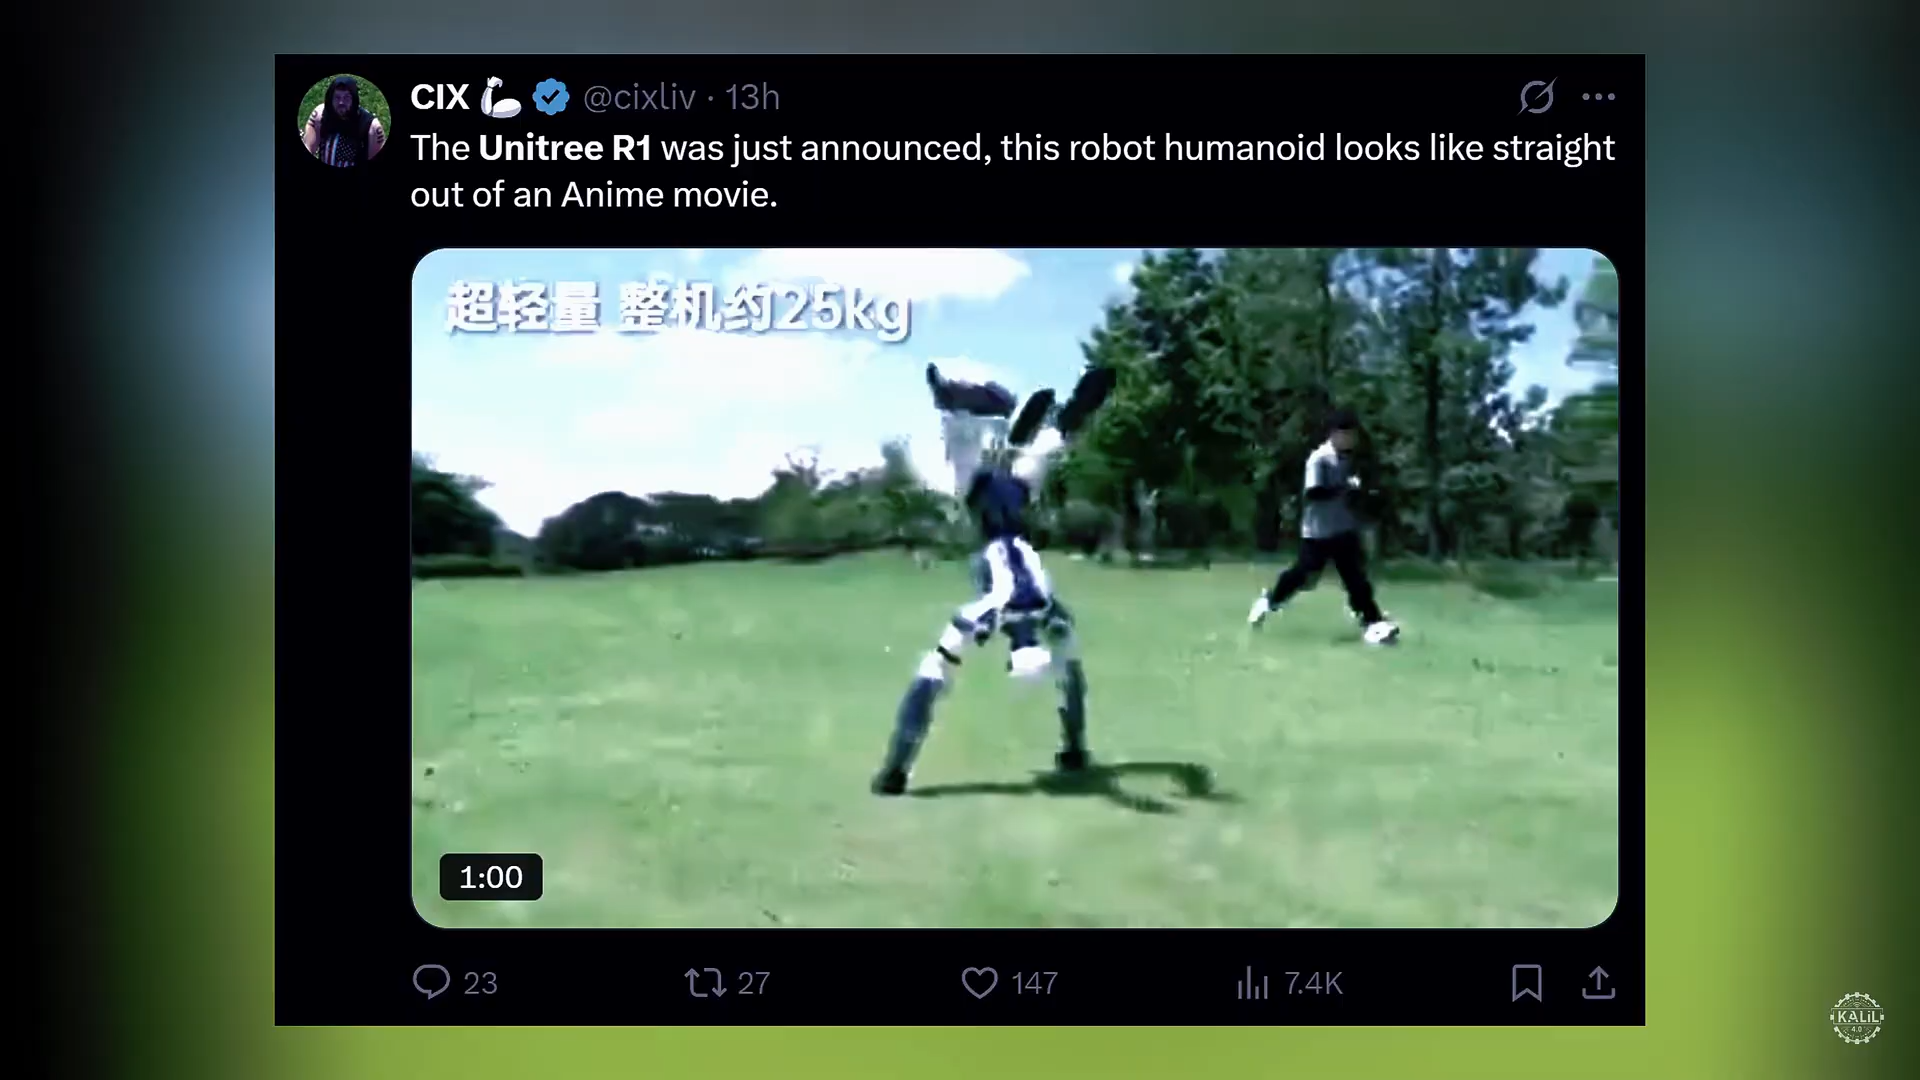 CIX 🦾 @cixliv · 13h
The Unitree R1 was just announced, this robot humanoid looks like straight
out of an Anime movie.
超轻量 整机约25kg
1:00
23 27 147 7.4K
KALIL
4.0